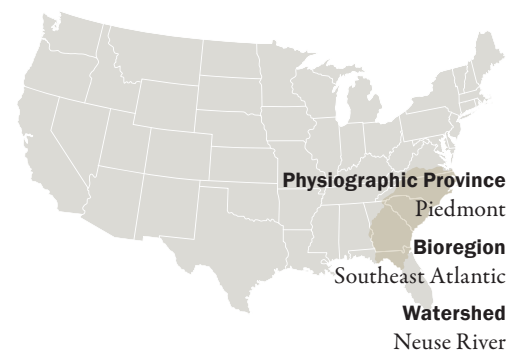 Physiographic Province
Piedmont
Bioregion
Southeast Atlantic
Watershed
Neuse River